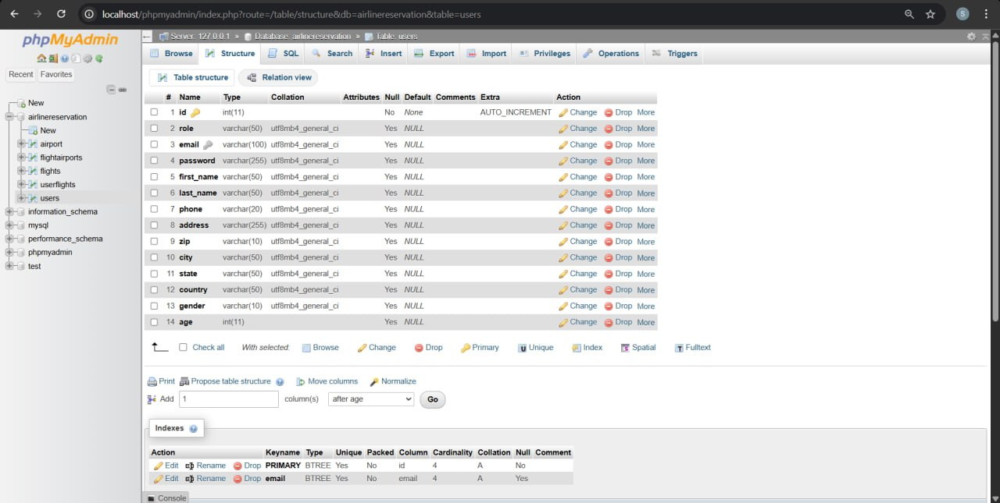 localhost/phpmyadmin/index.php?route=/table/structure&db=airlinereservation&table=users
S
phpMyAdmin
Recent Favorites
New
airlinereservation
New
airport
flightairports
flights
userflights
users
information_schema
mysql
performance_schema
phpmyadmin
test
Server: 127.0.0.1 » Database: airlinereservation » Table: users
Browse Structure SQL Search Insert Export Import Privileges Operations Triggers
Table structure Relation view
# Name Type Collation Attributes Null Default Comments Extra Action
1 id int(11) No None AUTO_INCREMENT Change Drop More
2 role varchar(50) utf8mb4_general_ci Yes NULL Change Drop More
3 email varchar(100) utf8mb4_general_ci Yes NULL Change Drop More
4 password varchar(255) utf8mb4_general_ci Yes NULL Change Drop More
5 first_name varchar(50) utf8mb4_general_ci Yes NULL Change Drop More
6 last_name varchar(50) utf8mb4_general_ci Yes NULL Change Drop More
7 phone varchar(20) utf8mb4_general_ci Yes NULL Change Drop More
8 address varchar(255) utf8mb4_general_ci Yes NULL Change Drop More
9 zip varchar(10) utf8mb4_general_ci Yes NULL Change Drop More
10 city varchar(50) utf8mb4_general_ci Yes NULL Change Drop More
11 state varchar(50) utf8mb4_general_ci Yes NULL Change Drop More
12 country varchar(50) utf8mb4_general_ci Yes NULL Change Drop More
13 gender varchar(10) utf8mb4_general_ci Yes NULL Change Drop More
14 age int(11) Yes NULL Change Drop More
Check all With selected: Browse Change Drop Primary Unique Index Spatial Fulltext
Print Propose table structure Move columns Normalize
Add 1 column(s) after age Go
Indexes
Action Keyname Type Unique Packed Column Cardinality Collation Null Comment
Edit Rename Drop PRIMARY BTREE Yes No id 4 A No
Edit Rename Drop email BTREE Yes No email 4 A Yes
Console